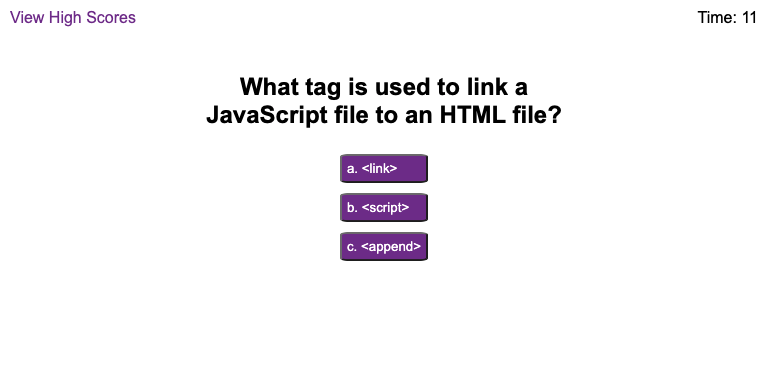 View High Scores
Time: 11
What tag is used to link a
JavaScript file to an HTML file?
a. <link>
b. <script>
c. <append>